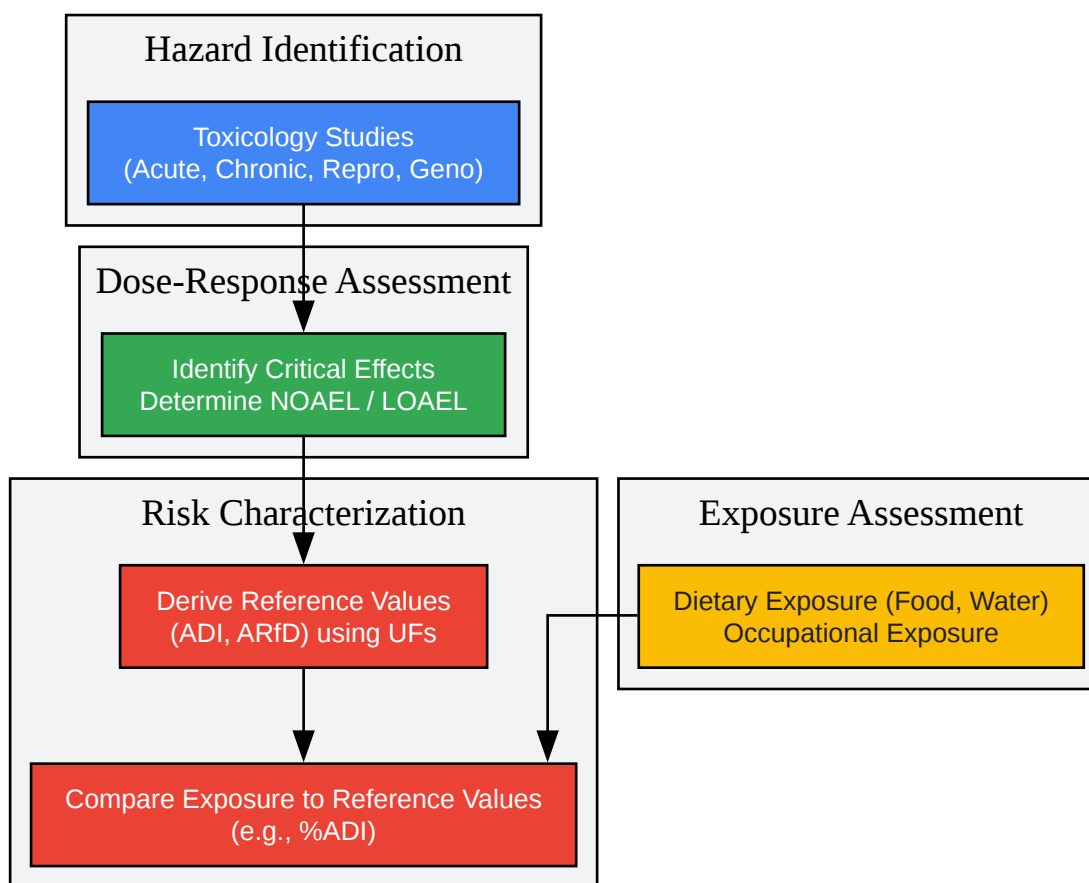 Hazard Identification
Toxicology Studies
(Acute, Chronic, Repro, Geno)
Dose-Response Assessment
Identify Critical Effects
Determine NOAEL / LOAEL
Risk Characterization
Derive Reference Values
(ADI, ARfD) using UFs
Exposure Assessment
Dietary Exposure (Food, Water)
Occupational Exposure
Compare Exposure to Reference Values
(e.g., %ADI)